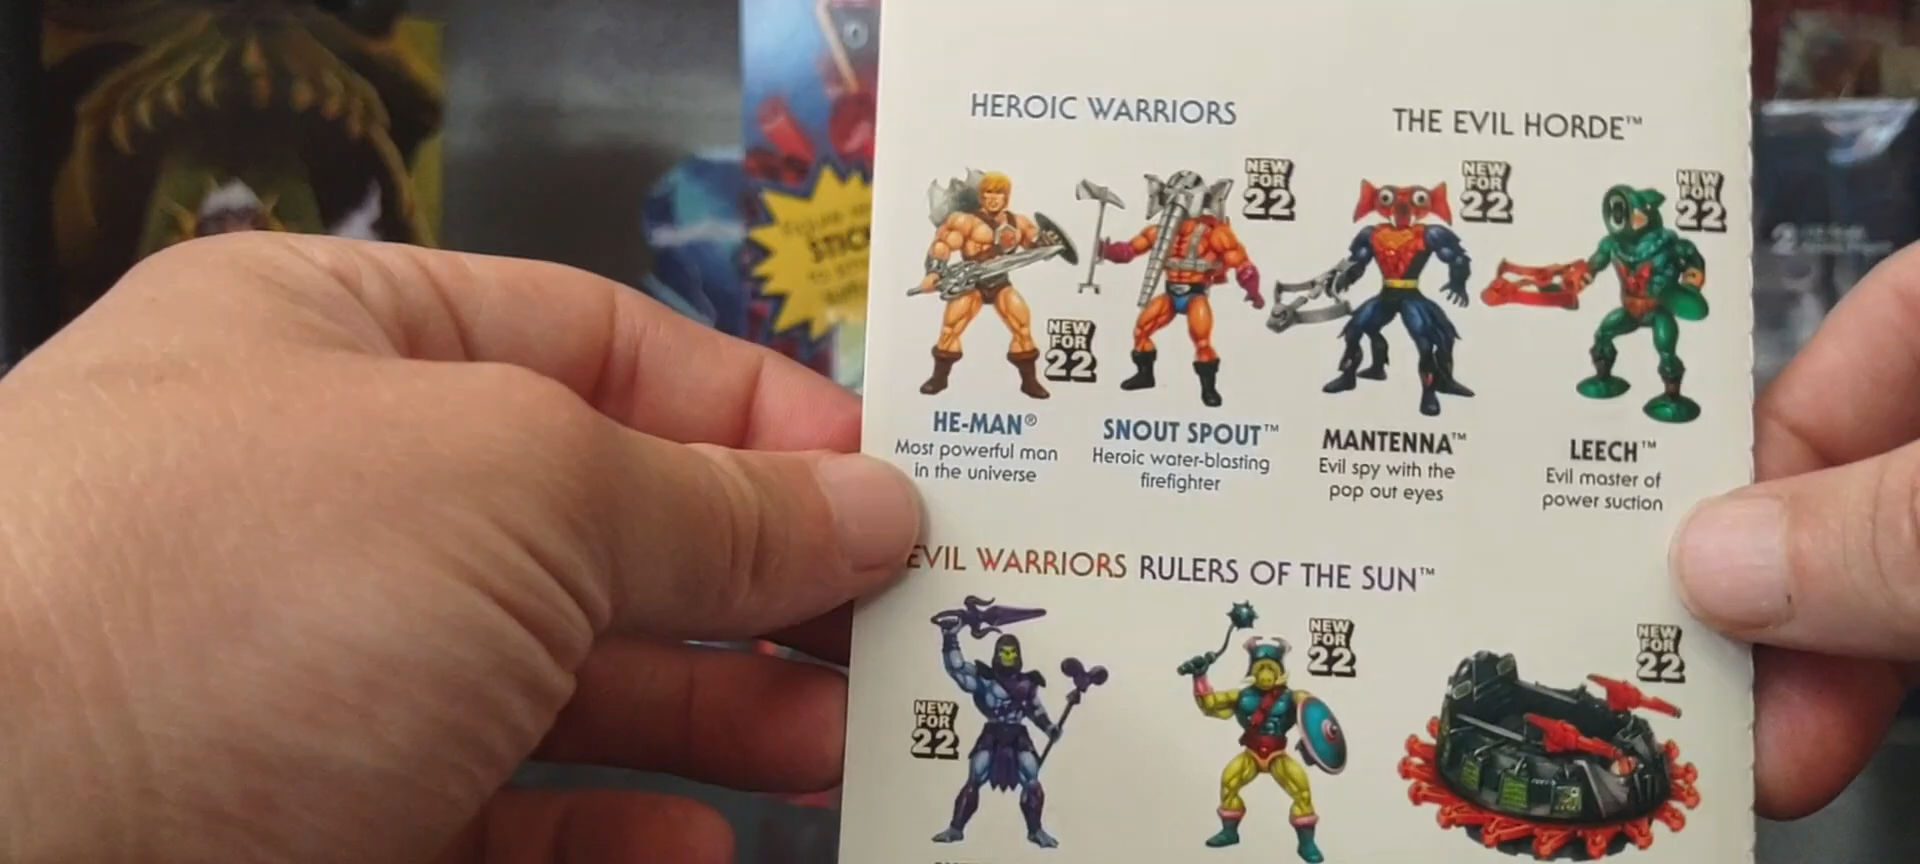 HEROIC WARRIORS
THE EVIL HORDE™
NEW FOR 22
NEW FOR 22
NEW FOR 22
NEW FOR 22
HE-MAN®
Most powerful man
in the universe
SNOUT SPOUT™
Heroic water-blasting
firefighter
MANTENNA™
Evil spy with the
pop out eyes
LEECH™
Evil master of
power suction
EVIL WARRIORS RULERS OF THE SUN™
NEW FOR 22
NEW FOR 22
NEW FOR 22